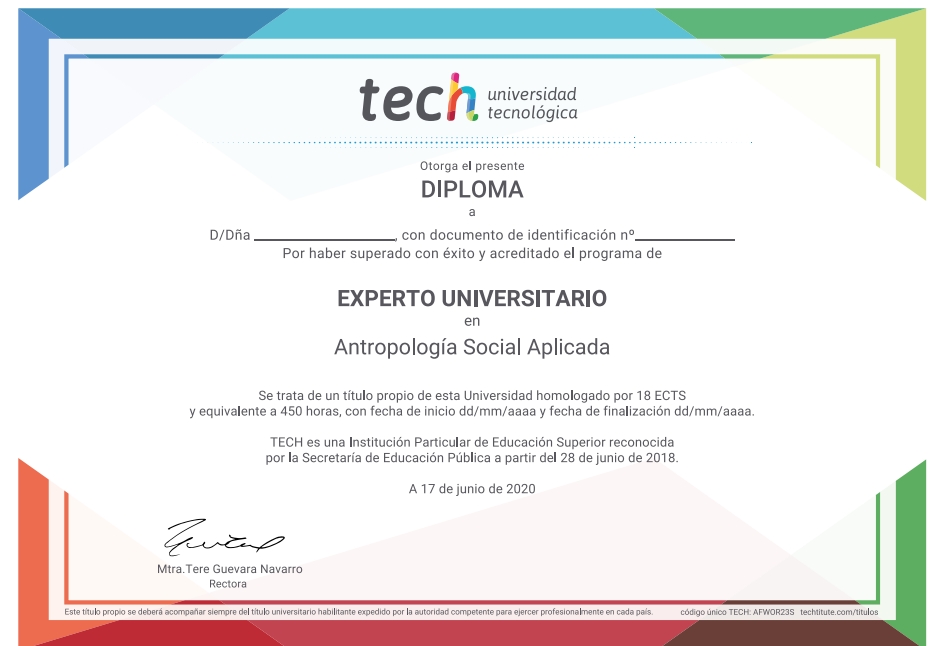 tech universidad
tecnológica
Otorga el presente
DIPLOMA
a
D/Dña ____________________, con documento de identificación nº______________
Por haber superado con éxito y acreditado el programa de
EXPERTO UNIVERSITARIO
en
Antropología Social Aplicada
Se trata de un título propio de esta Universidad homologado por 18 ECTS
y equivalente a 450 horas, con fecha de inicio dd/mm/aaaa y fecha de finalización dd/mm/aaaa.
TECH es una Institución Particular de Educación Superior reconocida
por la Secretaría de Educación Pública a partir del 28 de junio de 2018.
A 17 de junio de 2020
Mtra.Tere Guevara Navarro
Rectora
Este título propio se deberá acompañar siempre del título universitario habilitante expedido por la autoridad competente para ejercer profesionalmente en cada país. código único TECH: AFWOR23S techtitute.com/titulos